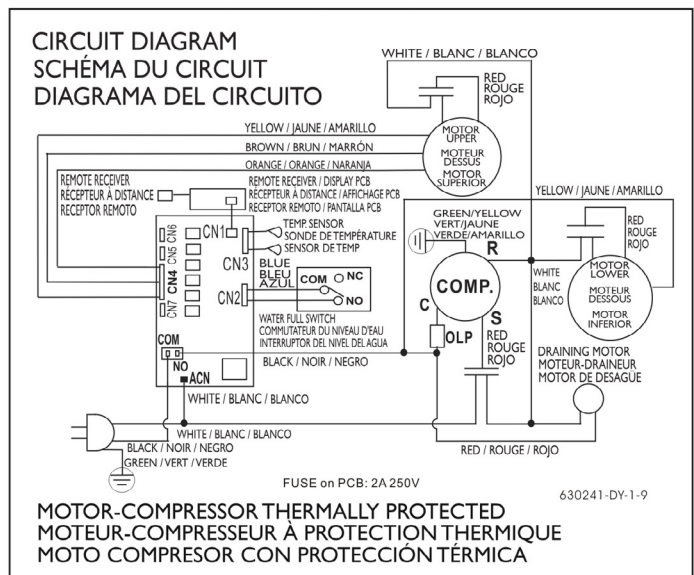 CIRCUIT DIAGRAM
SCHÉMA DU CIRCUIT
DIAGRAMA DEL CIRCUITO
WHITE / BLANC / BLANCO
RED
ROUGE
ROJO
YELLOW / JAUNE / AMARILLO
BROWN / BRUN / MARRÓN
ORANGE / ORANGE / NARANJA
MOTOR
UPPER
MOTEUR
DESSUS
MOTOR
SUPERIOR
REMOTE RECEIVER
RÉCEPTEUR À DISTANCE
RECEPTOR REMOTO
REMOTE RECEIVER / DISPLAY PCB
RÉCEPTEUR À DISTANCE / AFFICHAGE PCB
RECEPTOR REMOTO / PANTALLA PCB
YELLOW / JAUNE / AMARILLO
CN6
CN5
CN4
CN7
CN1
CN3
CN2
TEMP. SENSOR
SONDE DE TEMPÉRATURE
SENSOR DE TEMP
BLUE
BLEU
AZUL
COM
NC
NO
WATER FULL SWITCH
COMMUTATEUR DU NIVEAU D'EAU
INTERRUPTOR DEL NIVEL DEL AGUA
GREEN/YELLOW
VERT/JAUNE
VERDE/AMARILLO
R
COMP.
C
S
OLP
RED
ROUGE
ROJO
WHITE
BLANC
BLANCO
RED
ROUGE
ROJO
MOTOR
LOWER
MOTEUR
DESSOUS
MOTOR
INFERIOR
DRAINING MOTOR
MOTEUR-DRAINEUR
MOTOR DE DESAGÜE
COM
NO
ACN
BLACK / NOIR / NEGRO
WHITE / BLANC / BLANCO
WHITE / BLANC / BLANCO
BLACK / NOIR / NEGRO
GREEN / VERT / VERDE
RED / ROUGE / ROJO
FUSE on PCB: 2A 250V
630241-DY-1-9
MOTOR-COMPRESSOR THERMALLY PROTECTED
MOTEUR-COMPRESSEUR À PROTECTION THERMIQUE
MOTO COMPRESOR CON PROTECCIÓN TÉRMICA